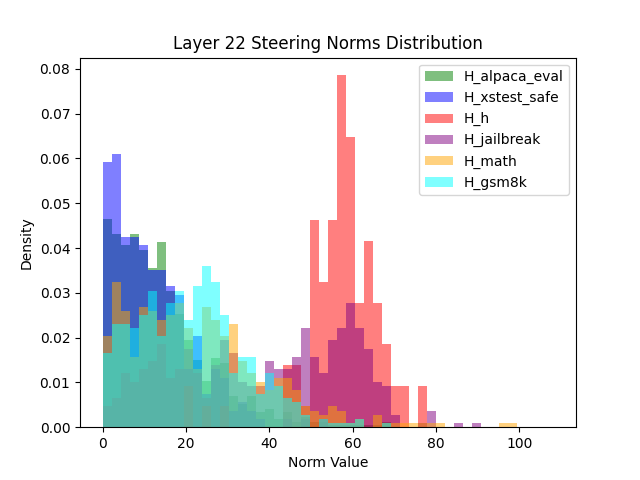 Layer 22 Steering Norms Distribution
0.08
0.07
0.06
0.05
0.04
0.03
0.02
0.01
0.00
Density
0 20 40 60 80 100
Norm Value
H_alpaca_eval
H_xstest_safe
H_h
H_jailbreak
H_math
H_gsm8k